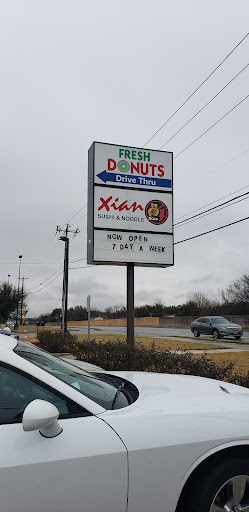 FRESH
DONUTS
Drive Thru
Xian
SUSHI & NOODLE
NOW OPEN
7 DAY A WEEK